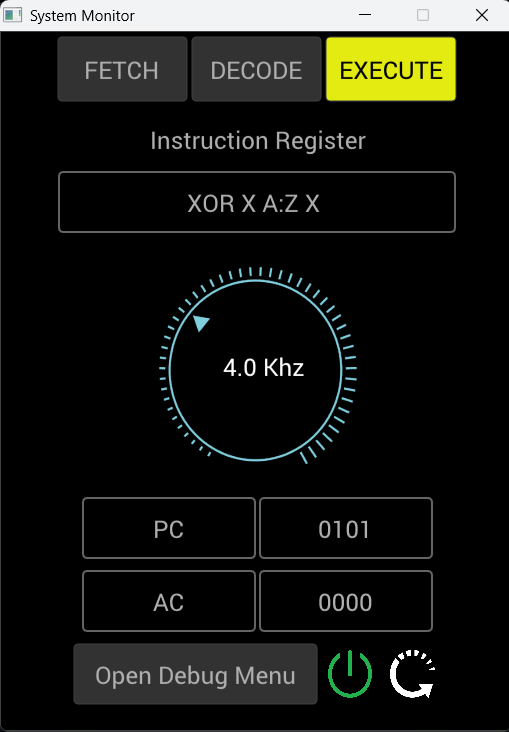 System Monitor
FETCH DECODE EXECUTE
Instruction Register
XOR X A:Z X
4.0 Khz
PC 0101
AC 0000
Open Debug Menu